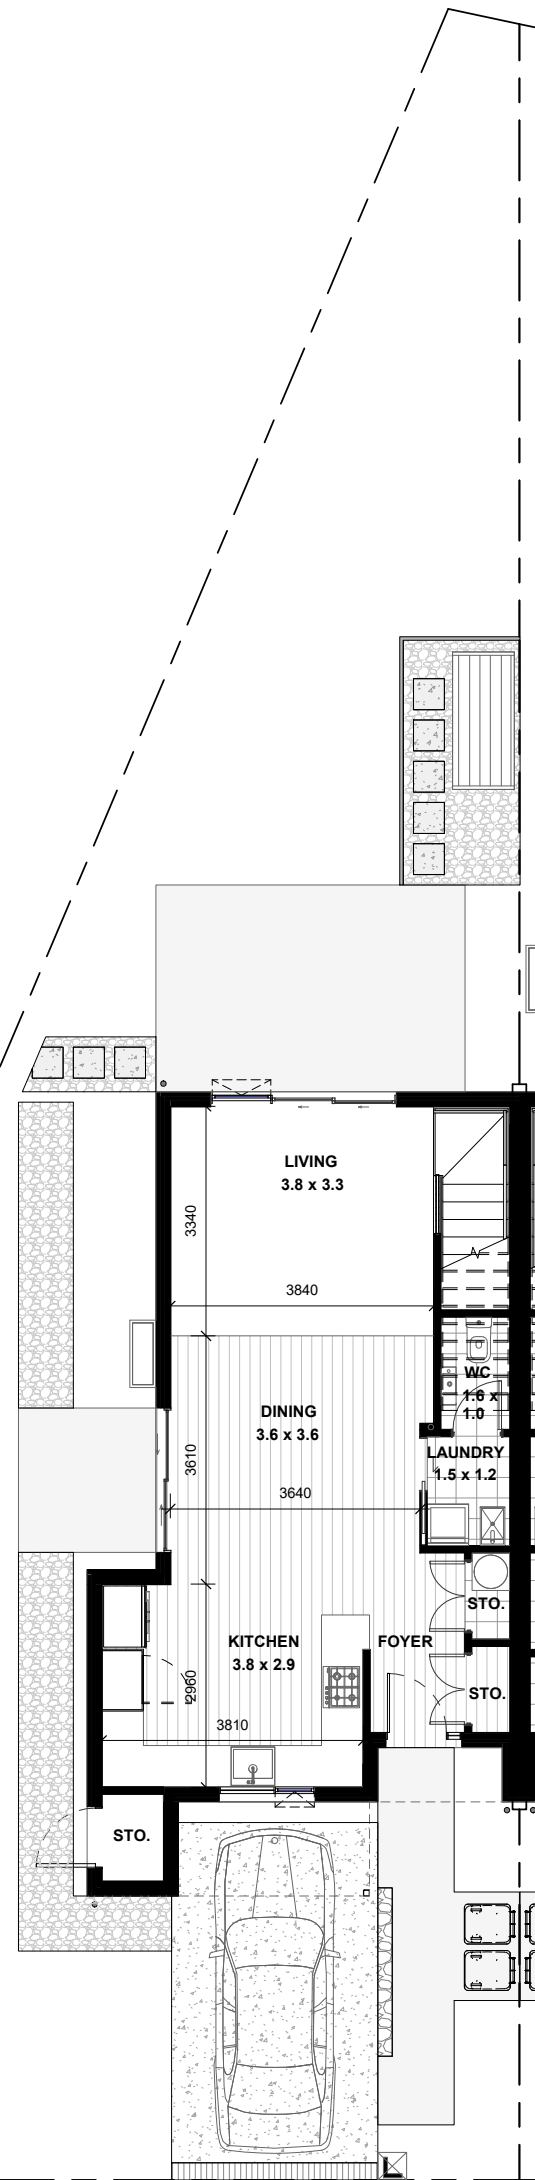 LIVING
3.8 x 3.3
3340
3840
WC
1.6 x
1.0
DINING
3.6 x 3.6
LAUNDRY
1.5 x 1.2
3610
3640
STO.
KITCHEN
3.8 x 2.9
FOYER
2960
STO.
3810
STO.
L